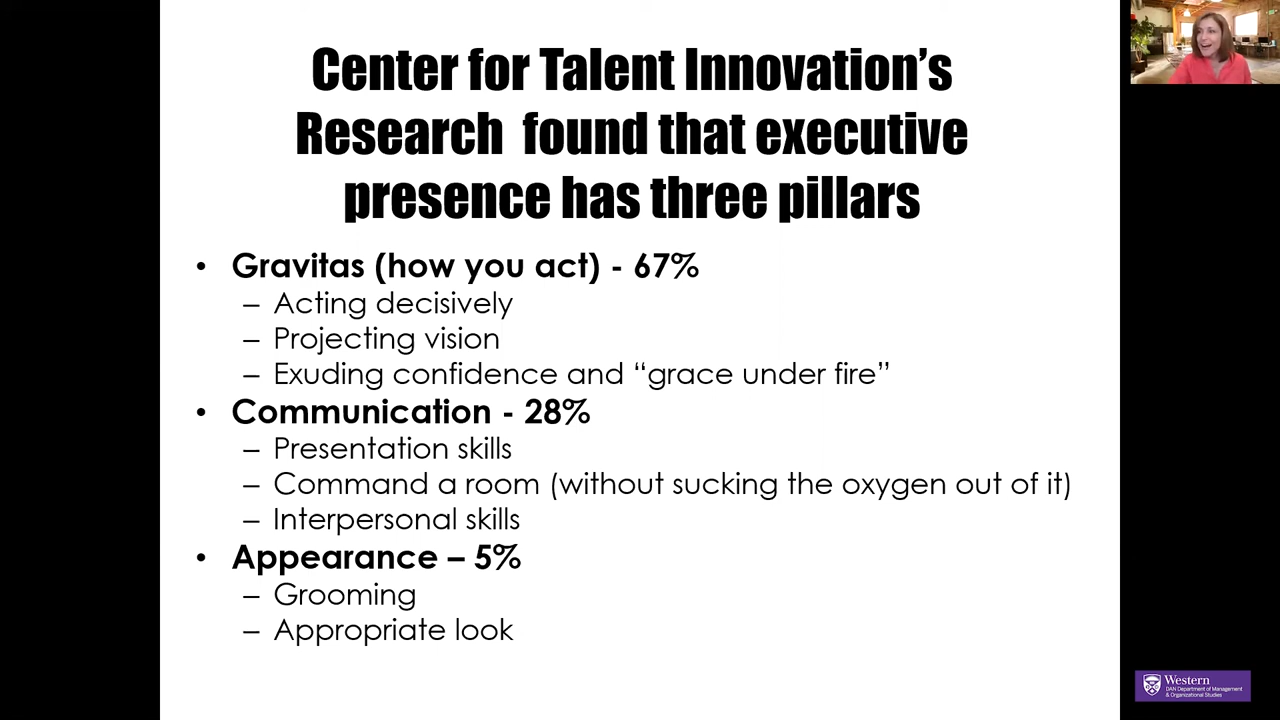 Center for Talent Innovation’s
Research found that executive
presence has three pillars
• Gravitas (how you act) - 67%
– Acting decisively
– Projecting vision
– Exuding confidence and “grace under fire”
• Communication - 28%
– Presentation skills
– Command a room (without sucking the oxygen out of it)
– Interpersonal skills
• Appearance – 5%
– Grooming
– Appropriate look
Western
DAN Department of Management
& Organizational Studies